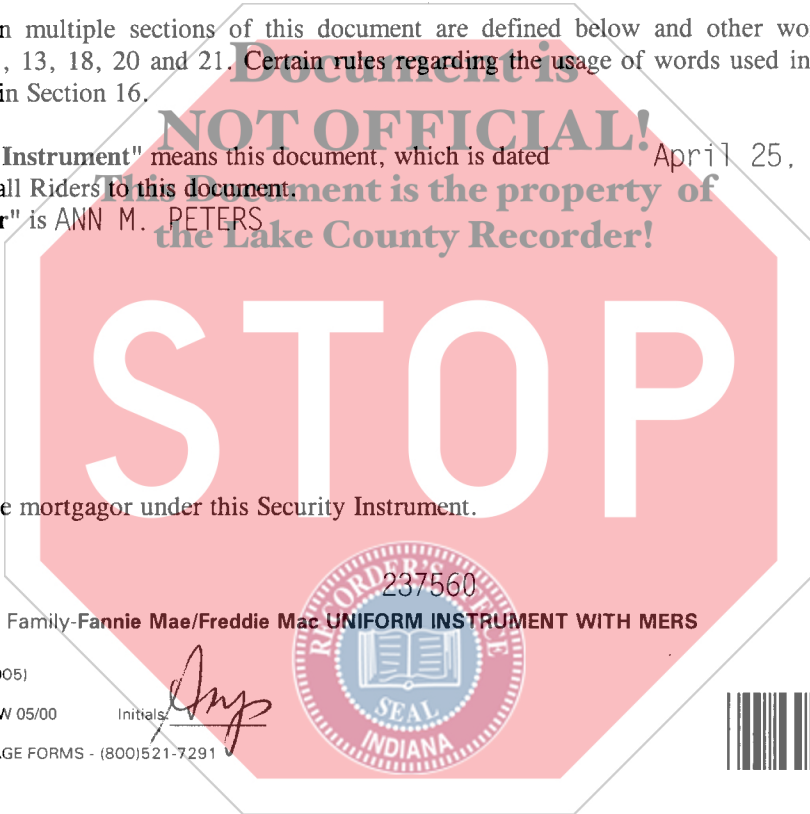 n multiple sections of this document are defined below and other wo
, 13, 18, 20 and 21. Certain rules regarding the usage of words used in
in Section 16.
Document is
NOT OFFICIAL!
Instrument" means this document, which is dated April 25,
all Riders to this document.
This Document is the property of
r" is ANN M. PETERS
the Lake County Recorder!
STOP
e mortgagor under this Security Instrument.
237560
RECORDER'S OFFICE
Family-Fannie Mae/Freddie Mac UNIFORM INSTRUMENT WITH MERS
005)
W 05/00 Initials: Amp
SEAL
INDIANA
AGE FORMS - (800)521-7291